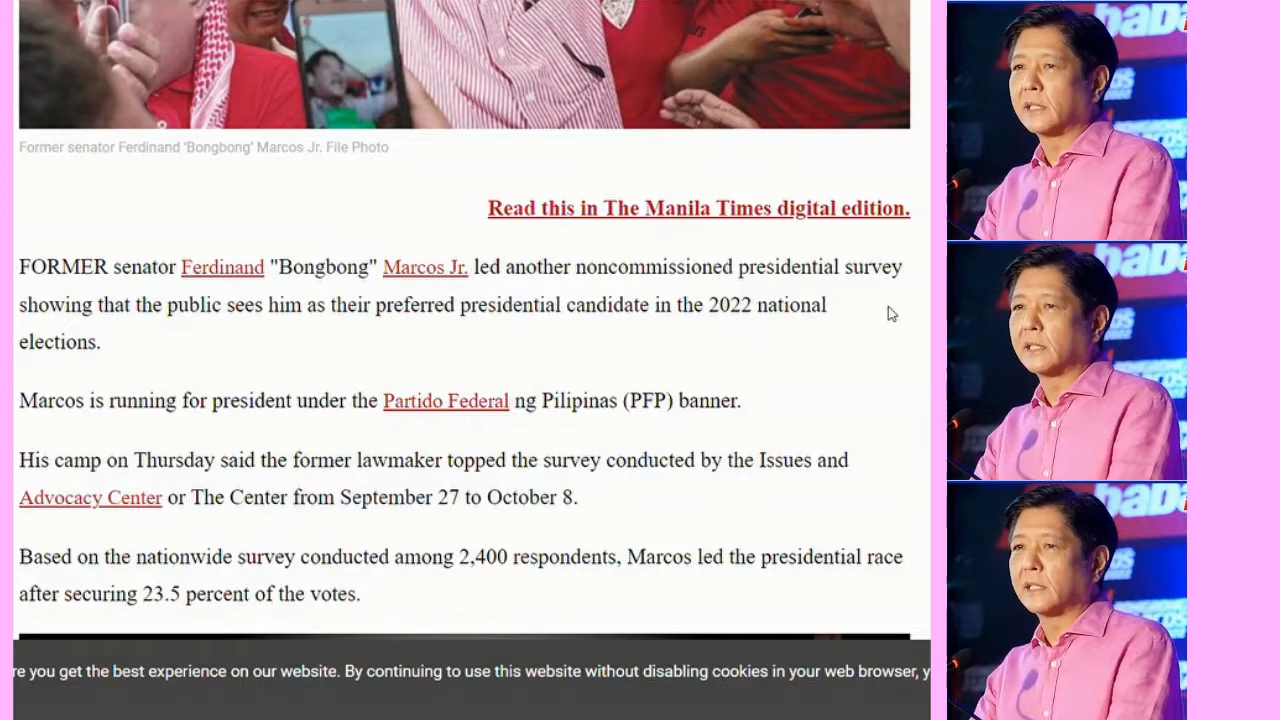 Former senator Ferdinand 'Bongbong' Marcos Jr. File Photo
Read this in The Manila Times digital edition.
FORMER senator Ferdinand "Bongbong" Marcos Jr. led another noncommissioned presidential survey
showing that the public sees him as their preferred presidential candidate in the 2022 national
elections.
Marcos is running for president under the Partido Federal ng Pilipinas (PFP) banner.
His camp on Thursday said the former lawmaker topped the survey conducted by the Issues and
Advocacy Center or The Center from September 27 to October 8.
Based on the nationwide survey conducted among 2,400 respondents, Marcos led the presidential race
after securing 23.5 percent of the votes.
re you get the best experience on our website. By continuing to use this website without disabling cookies in your web browser, y